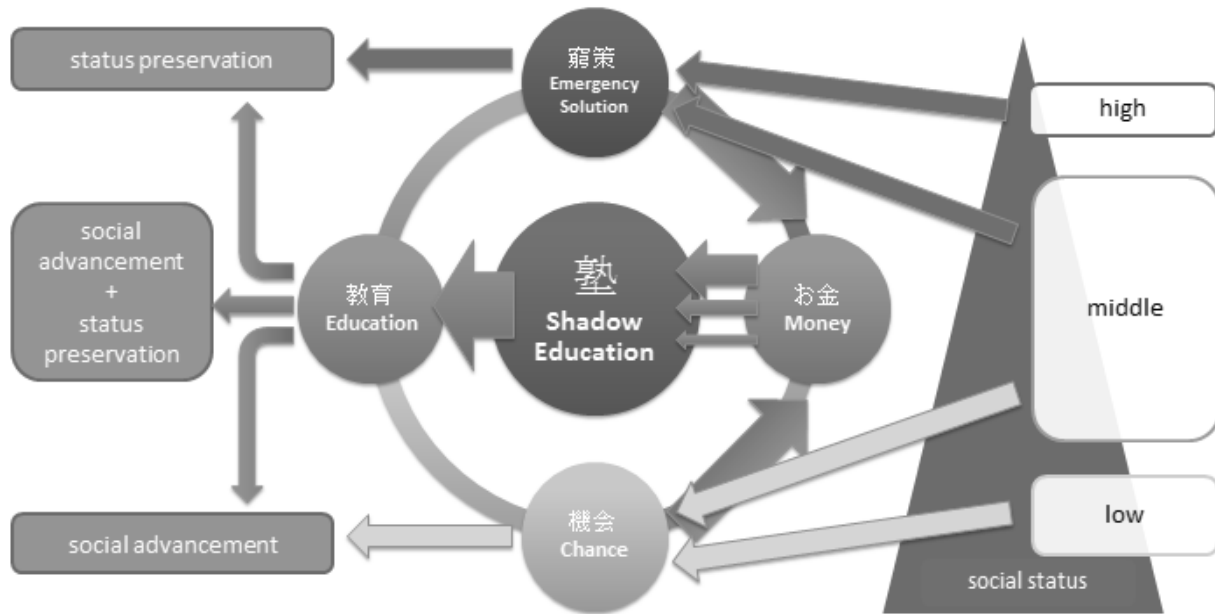 status preservation
窮策
Emergency
Solution
high
social
advancement
+
status
preservation
教育
Education
塾
Shadow
Education
お金
Money
middle
social advancement
機会
Chance
low
social status